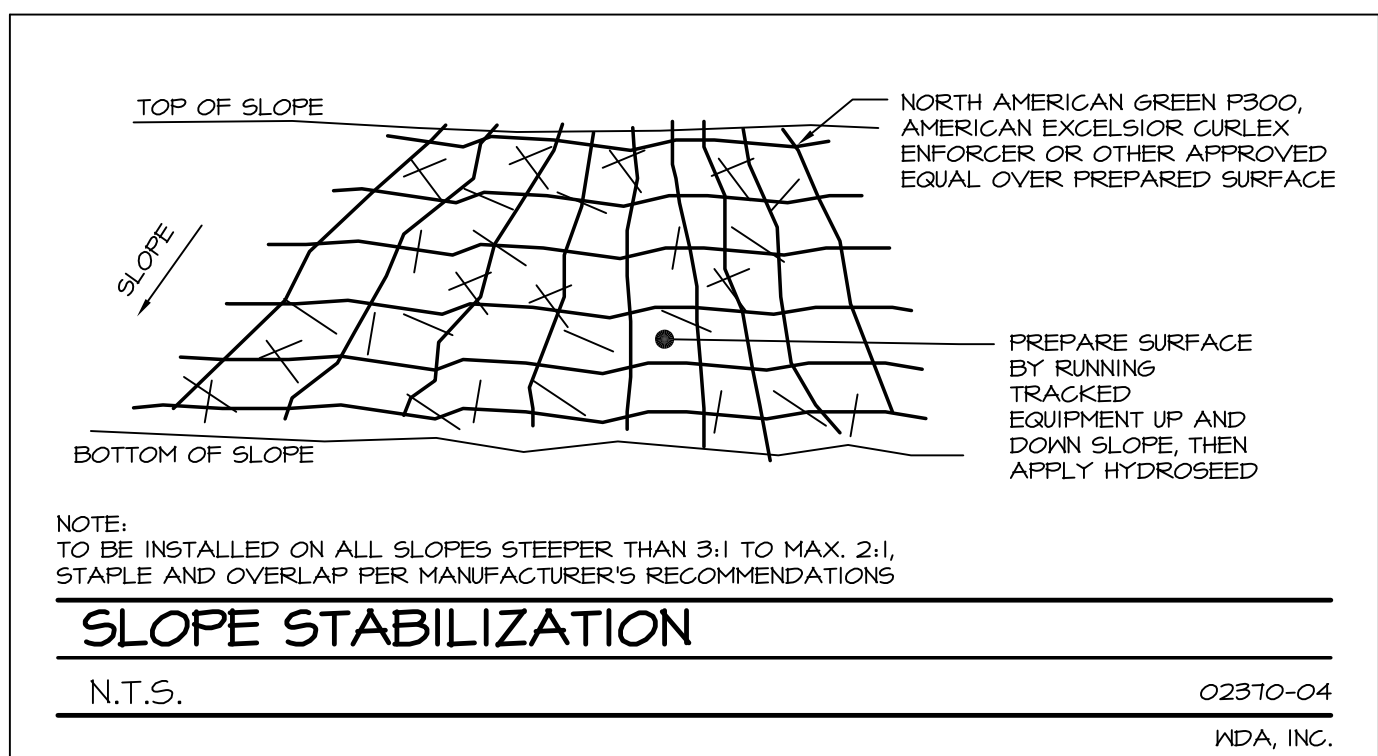 TOP OF SLOPE
NORTH AMERICAN GREEN P300,
AMERICAN EXCELSIOR CURLEX
ENFORCER OR OTHER APPROVED
EQUAL OVER PREPARED SURFACE
SLOPE
PREPARE SURFACE
BY RUNNING
TRACKED
EQUIPMENT UP AND
DOWN SLOPE, THEN
APPLY HYDROSEED
BOTTOM OF SLOPE
NOTE:
TO BE INSTALLED ON ALL SLOPES STEEPER THAN 3:1 TO MAX. 2:1,
STAPLE AND OVERLAP PER MANUFACTURER'S RECOMMENDATIONS
SLOPE STABILIZATION
N.T.S.
02370-04
WDA, INC.